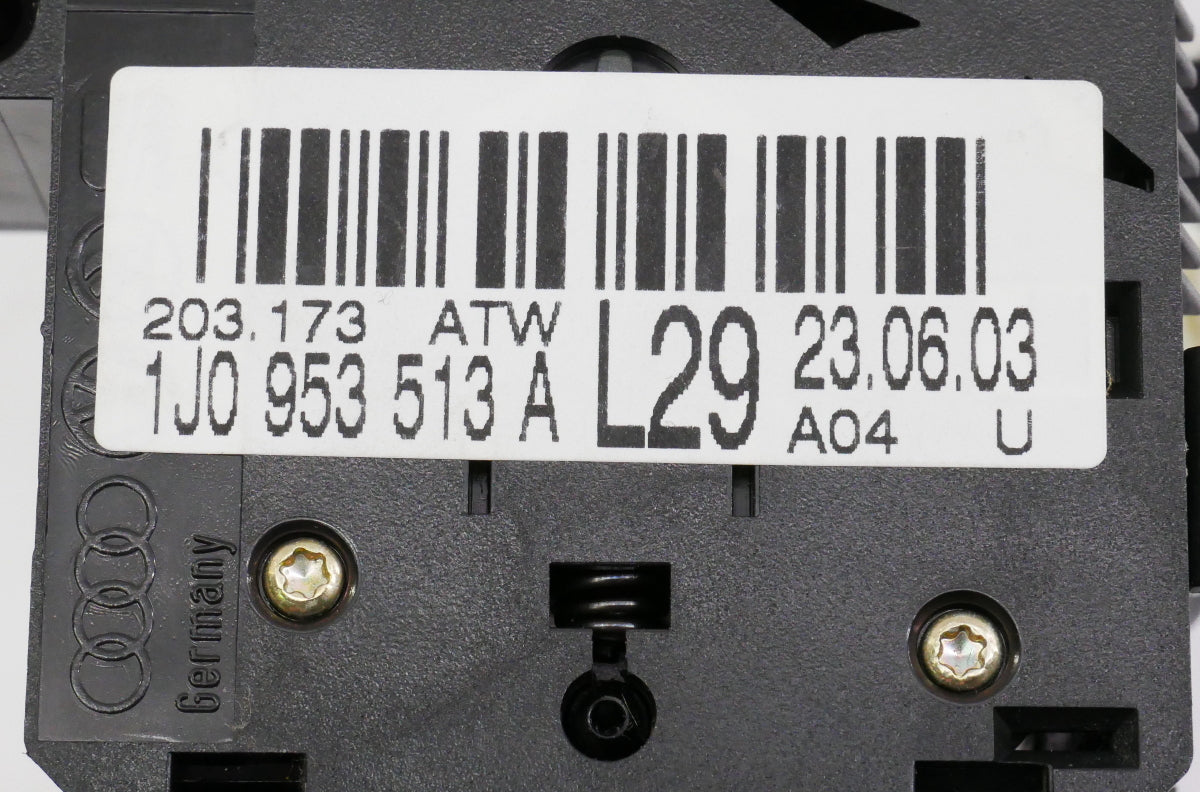 203.173 ATW L29 23.06.03
1J0 953 513 A A04 U
Germany